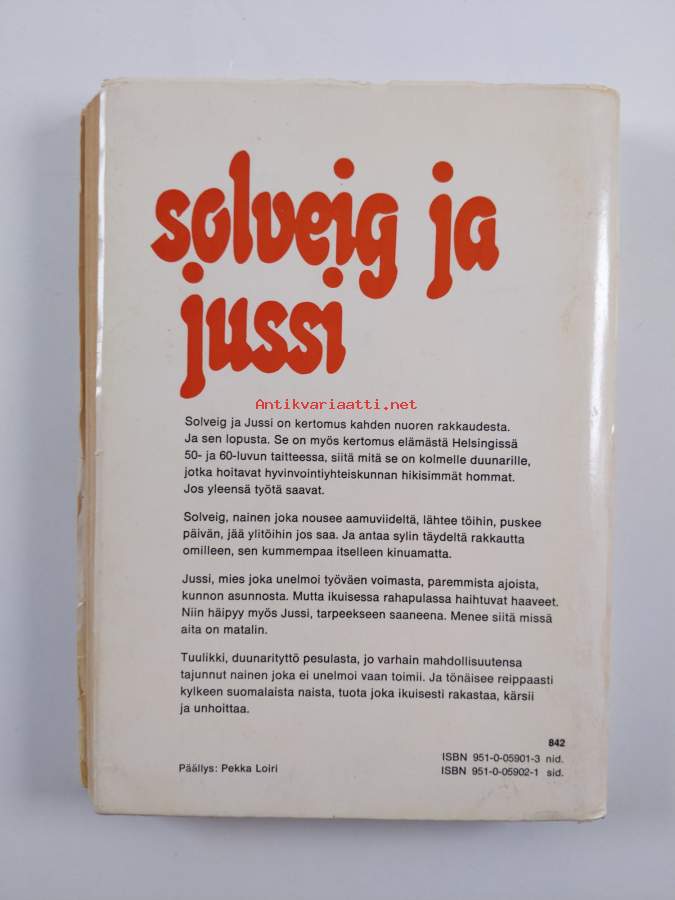 solveig ja
jussi
Antikvariaatti.net
Solveig ja Jussi on kertomus kahden nuoren rakkaudesta.
Ja sen lopusta. Se on myös kertomus elämästä Helsingissä
50- ja 60-luvun taitteessa, siitä mitä se on kolmelle duunarille,
jotka hoitavat hyvinvointiyhteiskunnan hikisimmät hommat.
Jos yleensä työtä saavat.
Solveig, nainen joka nousee aamuviideltä, lähtee töihin, puskee
päivän, jää ylitöihin jos saa. Ja antaa sylin täydeltä rakkautta
omilleen, sen kummempaa itselleen kinuamatta.
Jussi, mies joka unelmoi työväen voimasta, paremmista ajoista,
kunnon asunnosta. Mutta ikuisessa rahapulassa haihtuvat haaveet.
Niin häipyy myös Jussi, tarpeekseen saaneena. Menee siitä missä
aita on matalin.
Tuulikki, duunarityttö pesulasta, jo varhain mahdollisuutensa
tajunnut nainen joka ei unelmoi vaan toimii. Ja tönäisee reippaasti
kylkeen suomalaista naista, tuota joka ikuisesti rakastaa, kärsii
ja unhoittaa.
842
ISBN 951-0-05901-3 nid.
Päällys: Pekka Loiri
ISBN 951-0-05902-1 sid.